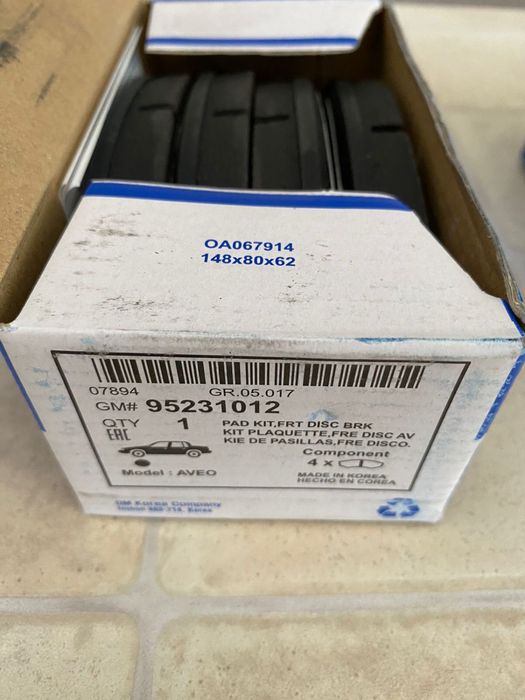 OA067914
148x80x62
07894 GR.05.017
GM# 95231012
QTY 1 PAD KIT,FRT DISC BRK
EAC KIT PLAQUETTE,FRE DISC AV
KIE DE PASILLAS,FRE DISCO.
Component
4 x
Model : AVEO
MADE IN KOREA
HECHO EN COREA
GM Korea Company
Korea